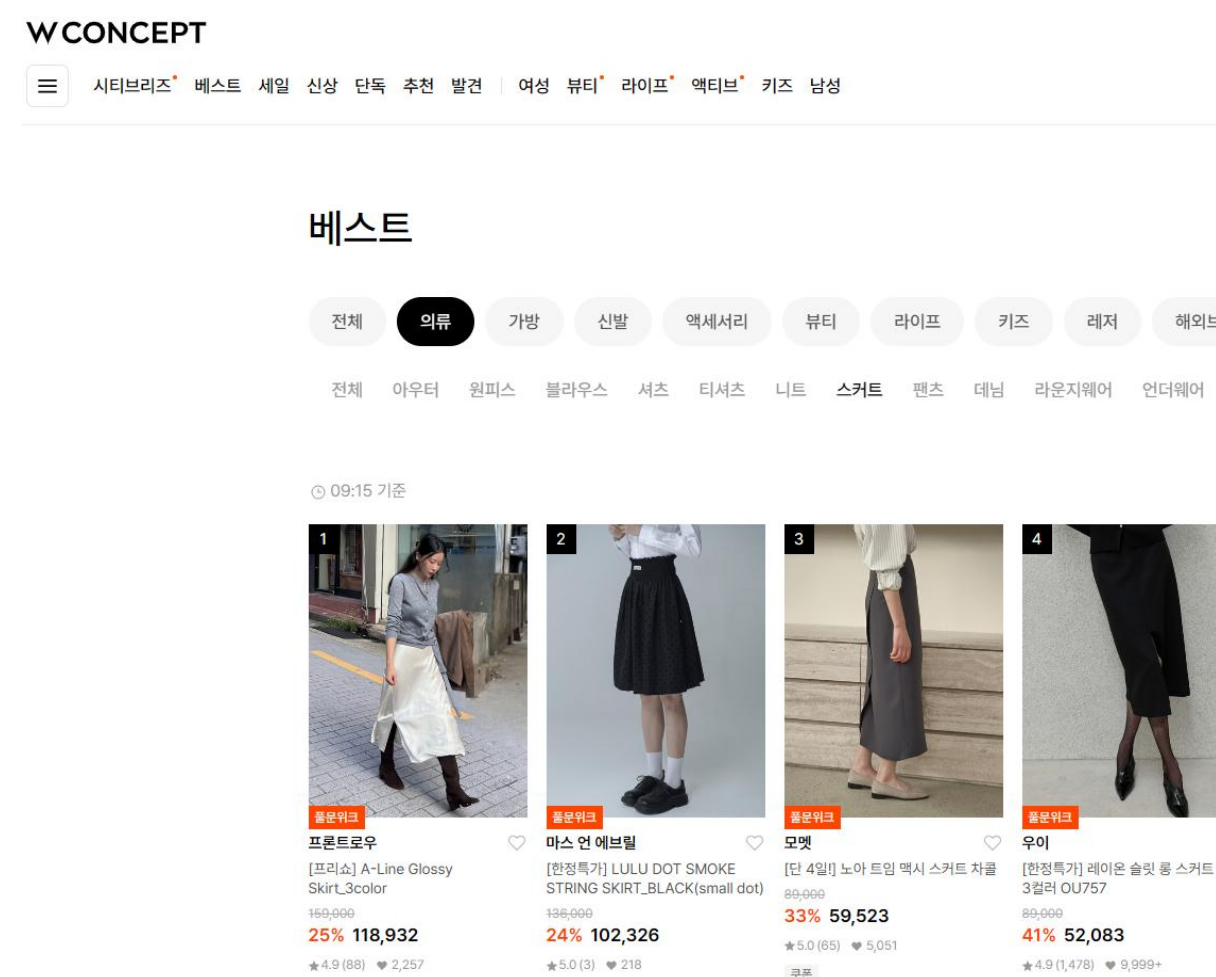 W CONCEPT
시티브리즈 베스트 세일 신상 단독 추천 발견 여성 뷰티 라이프 액티브 키즈 남성
베스트
전체 의류 가방 신발 액세서리 뷰티 라이프 키즈 레저
전체 아우터 원피스 블라우스 셔츠 티셔츠 니트 스커트 팬츠 데님 라운지웨어 언더웨어
09:15 기준
1
풀문위크
프론트로우
[프리쇼] A-Line Glossy
Skirt_3color
159,000
25% 118,932
4.9 (88) 2,257
2
풀문위크
마스 언 에브릴
[한정특가] LULU DOT SMOKE
STRING SKIRT_BLACK(small dot)
136,000
24% 102,326
5.0 (3) 218
3
풀문위크
모멧
[단 4일!] 노아 트임 맥시 스커트 차콜
89,000
33% 59,523
5.0 (65) 5,051
쿠폰
4
풀문위크
우이
[한정특가] 레이온 슬릿 롱 스커트
3컬러 OU757
89,000
41% 52,083
4.9 (1,478) 9,999+